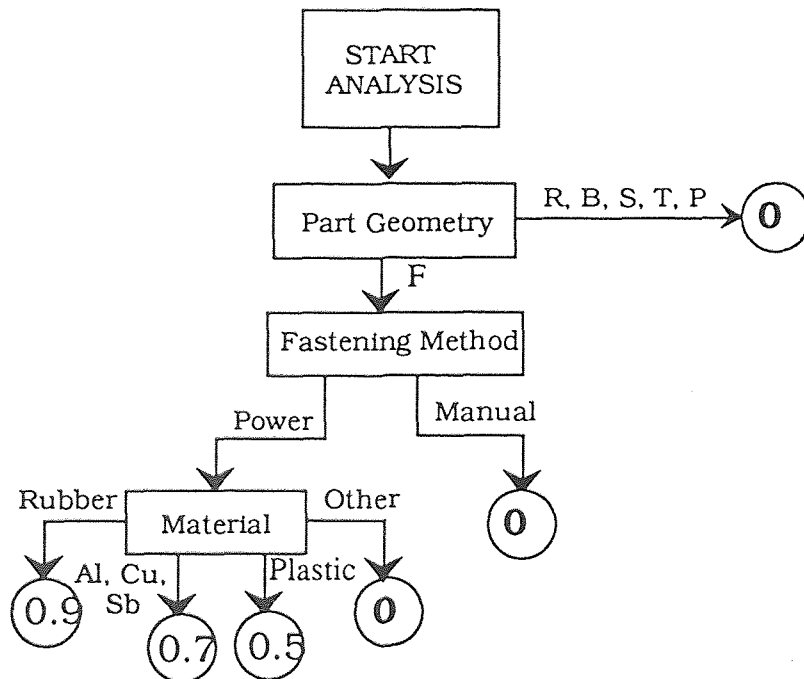 START
ANALYSIS
Part Geometry
R, B, S, T, P
0
F
Fastening Method
Power
Manual
0
Rubber
Material
Other
Al, Cu,
Sb
Plastic
0.9
0.7
0.5
0